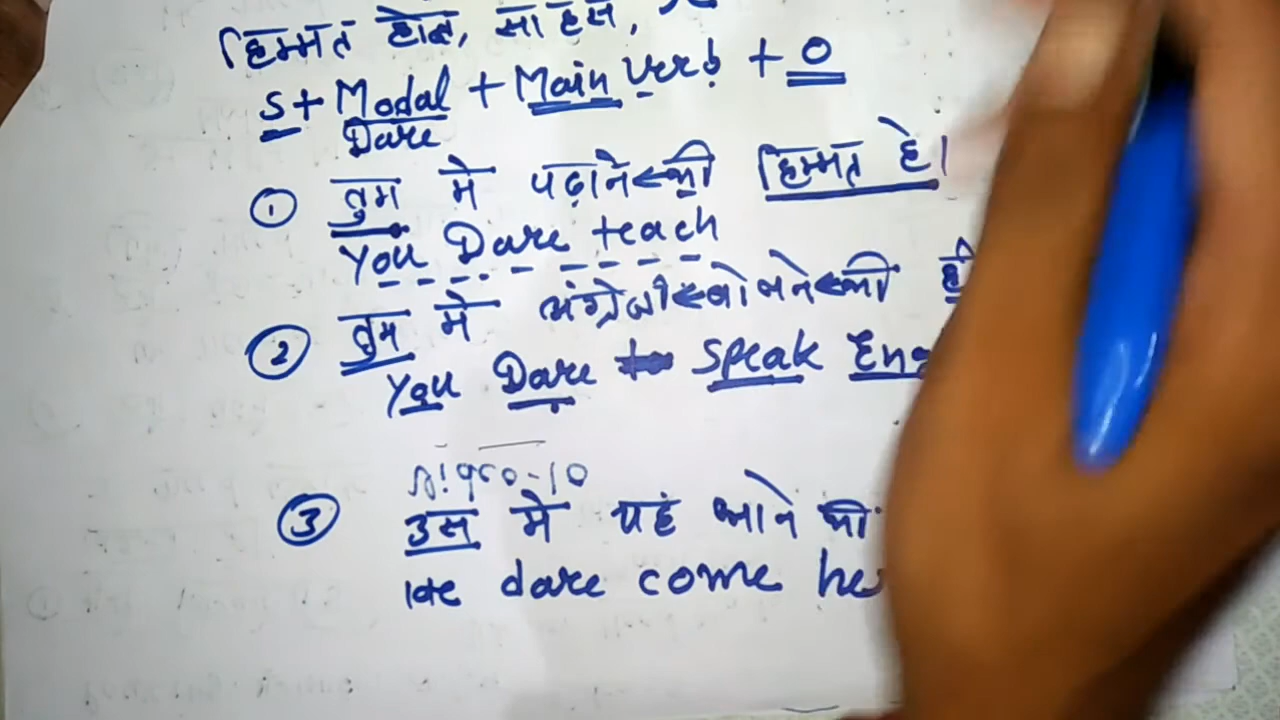 हिम्मत होना, साहस,
S + Modal + Main Verb + O
Dare
① तुम मे पढ़ाने की हिम्मत है।
You Dare teach
② तुम मे अंग्रेजी बोलने की
You Dare Speak Eng
③ उस मे यहं आने की
He dare come he